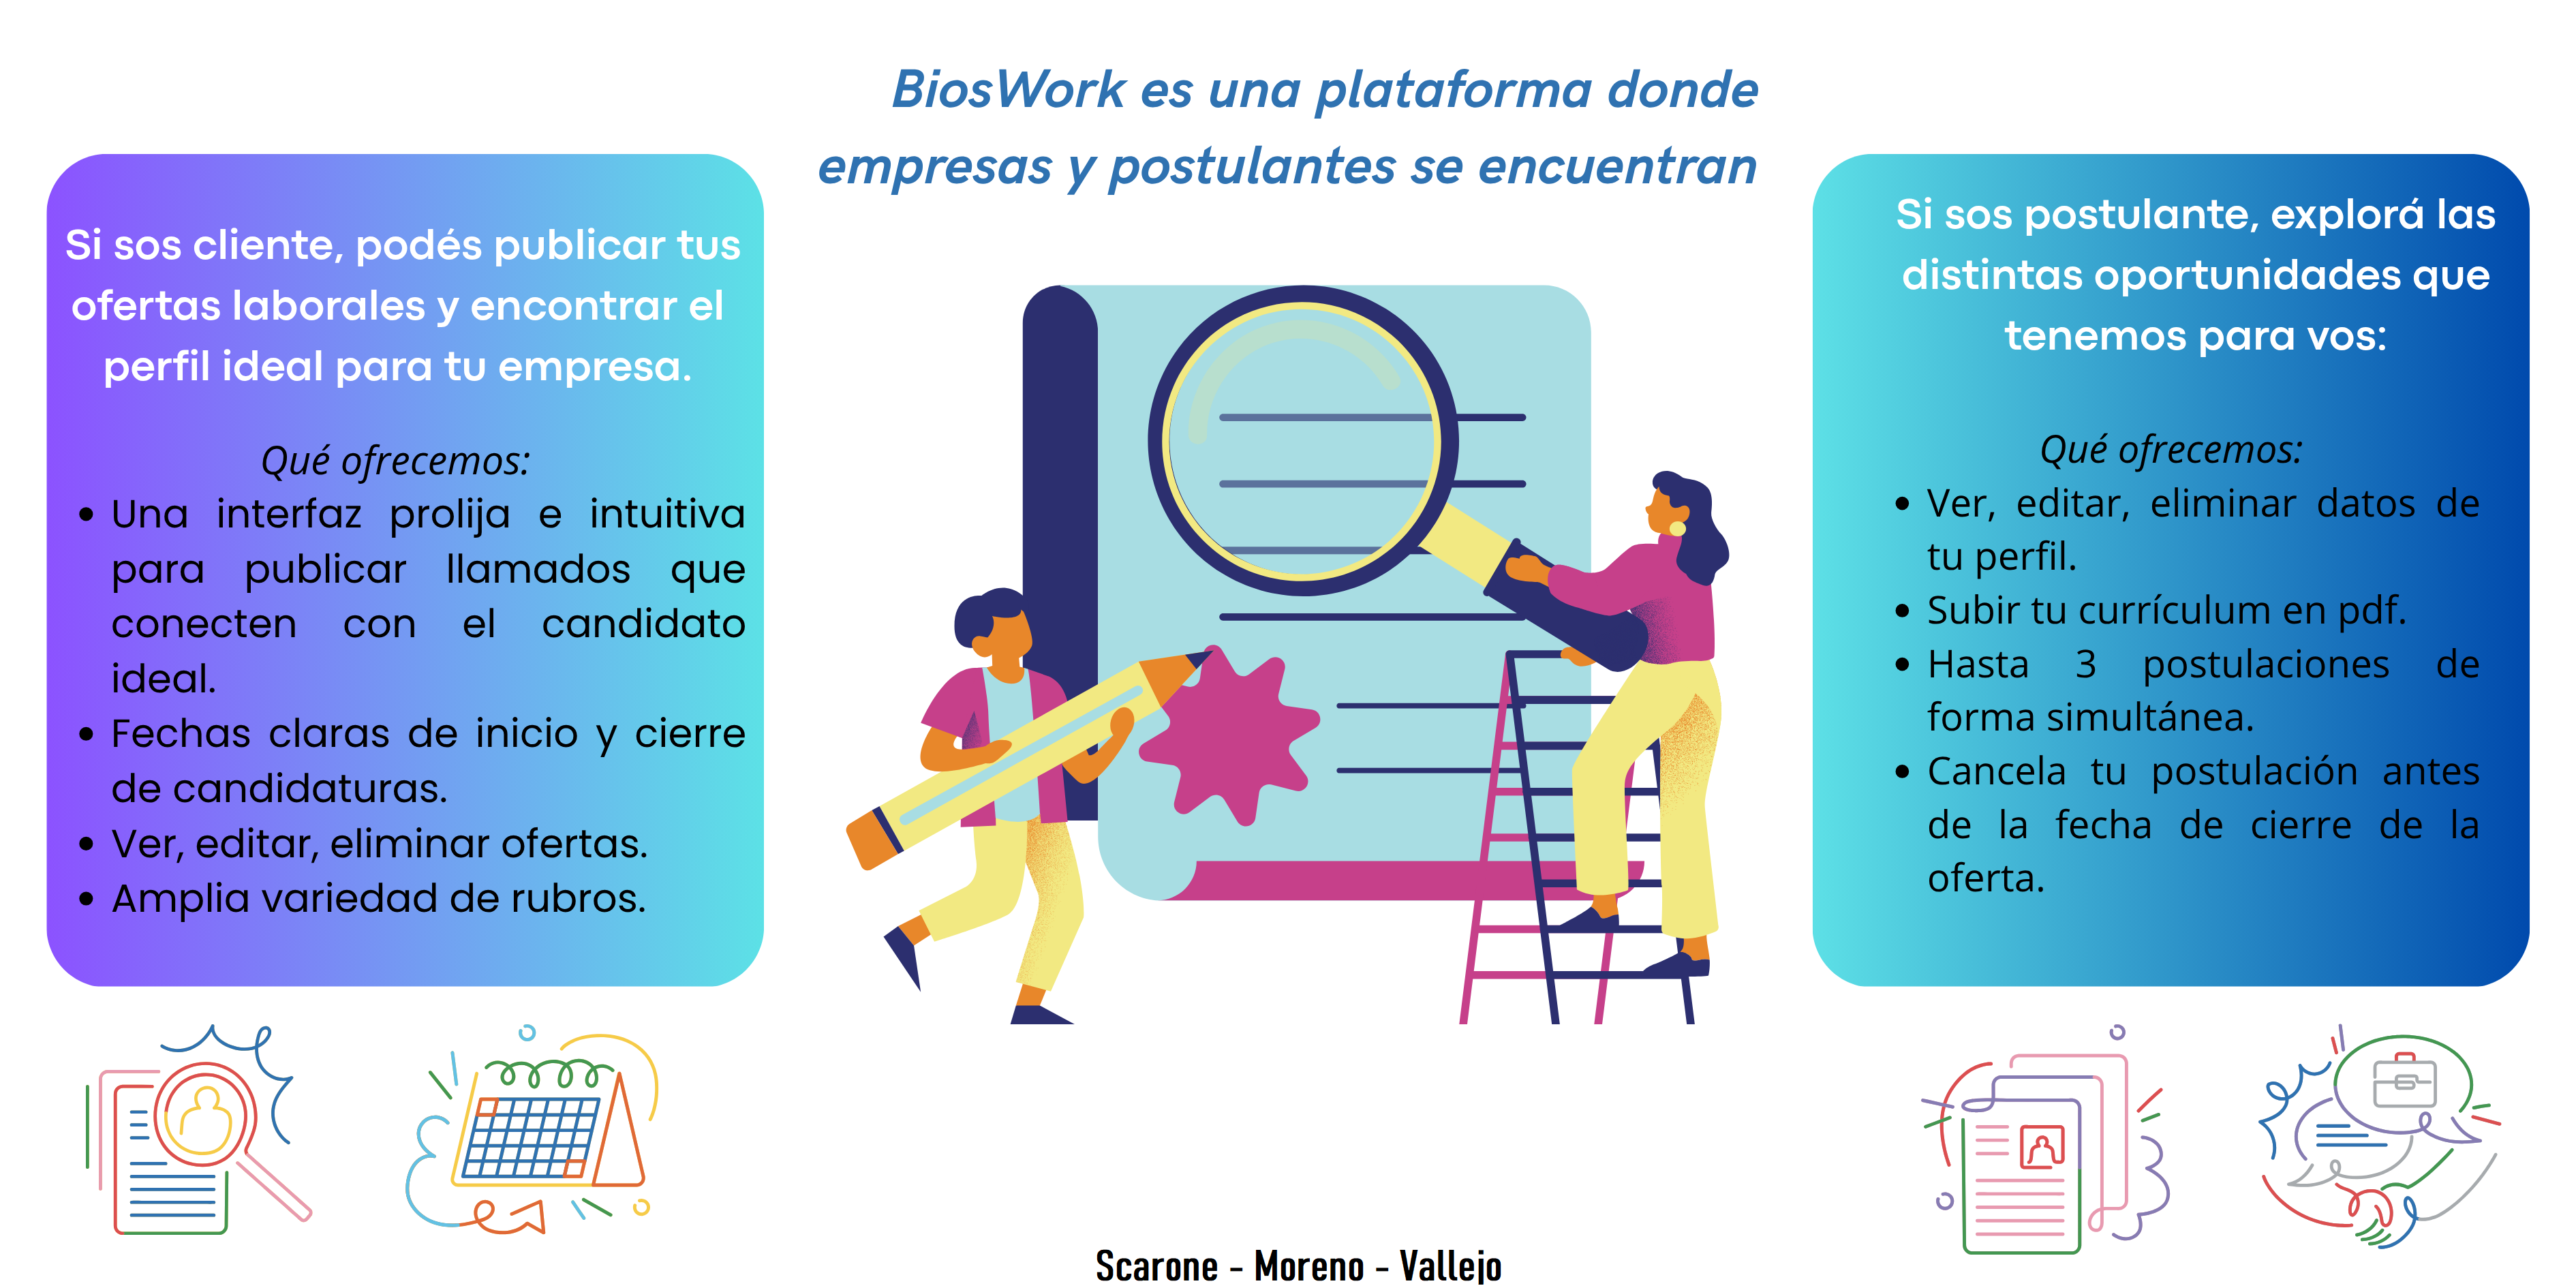 BiosWork es una plataforma donde
empresas y postulantes se encuentran
Si sos cliente, podés publicar tus
ofertas laborales y encontrar el
perfil ideal para tu empresa.
Qué ofrecemos:
• Una interfaz prolija e intuitiva
para publicar llamados que
conecten con el candidato
ideal.
• Fechas claras de inicio y cierre
de candidaturas.
• Ver, editar, eliminar ofertas.
• Amplia variedad de rubros.
Si sos postulante, explorá las
distintas oportunidades que
tenemos para vos:
Qué ofrecemos:
• Ver, editar, eliminar datos de
tu perfil.
• Subir tu currículum en pdf.
• Hasta 3 postulaciones de
forma simultánea.
• Cancela tu postulación antes
de la fecha de cierre de la
oferta.
Scarone - Moreno - Vallejo